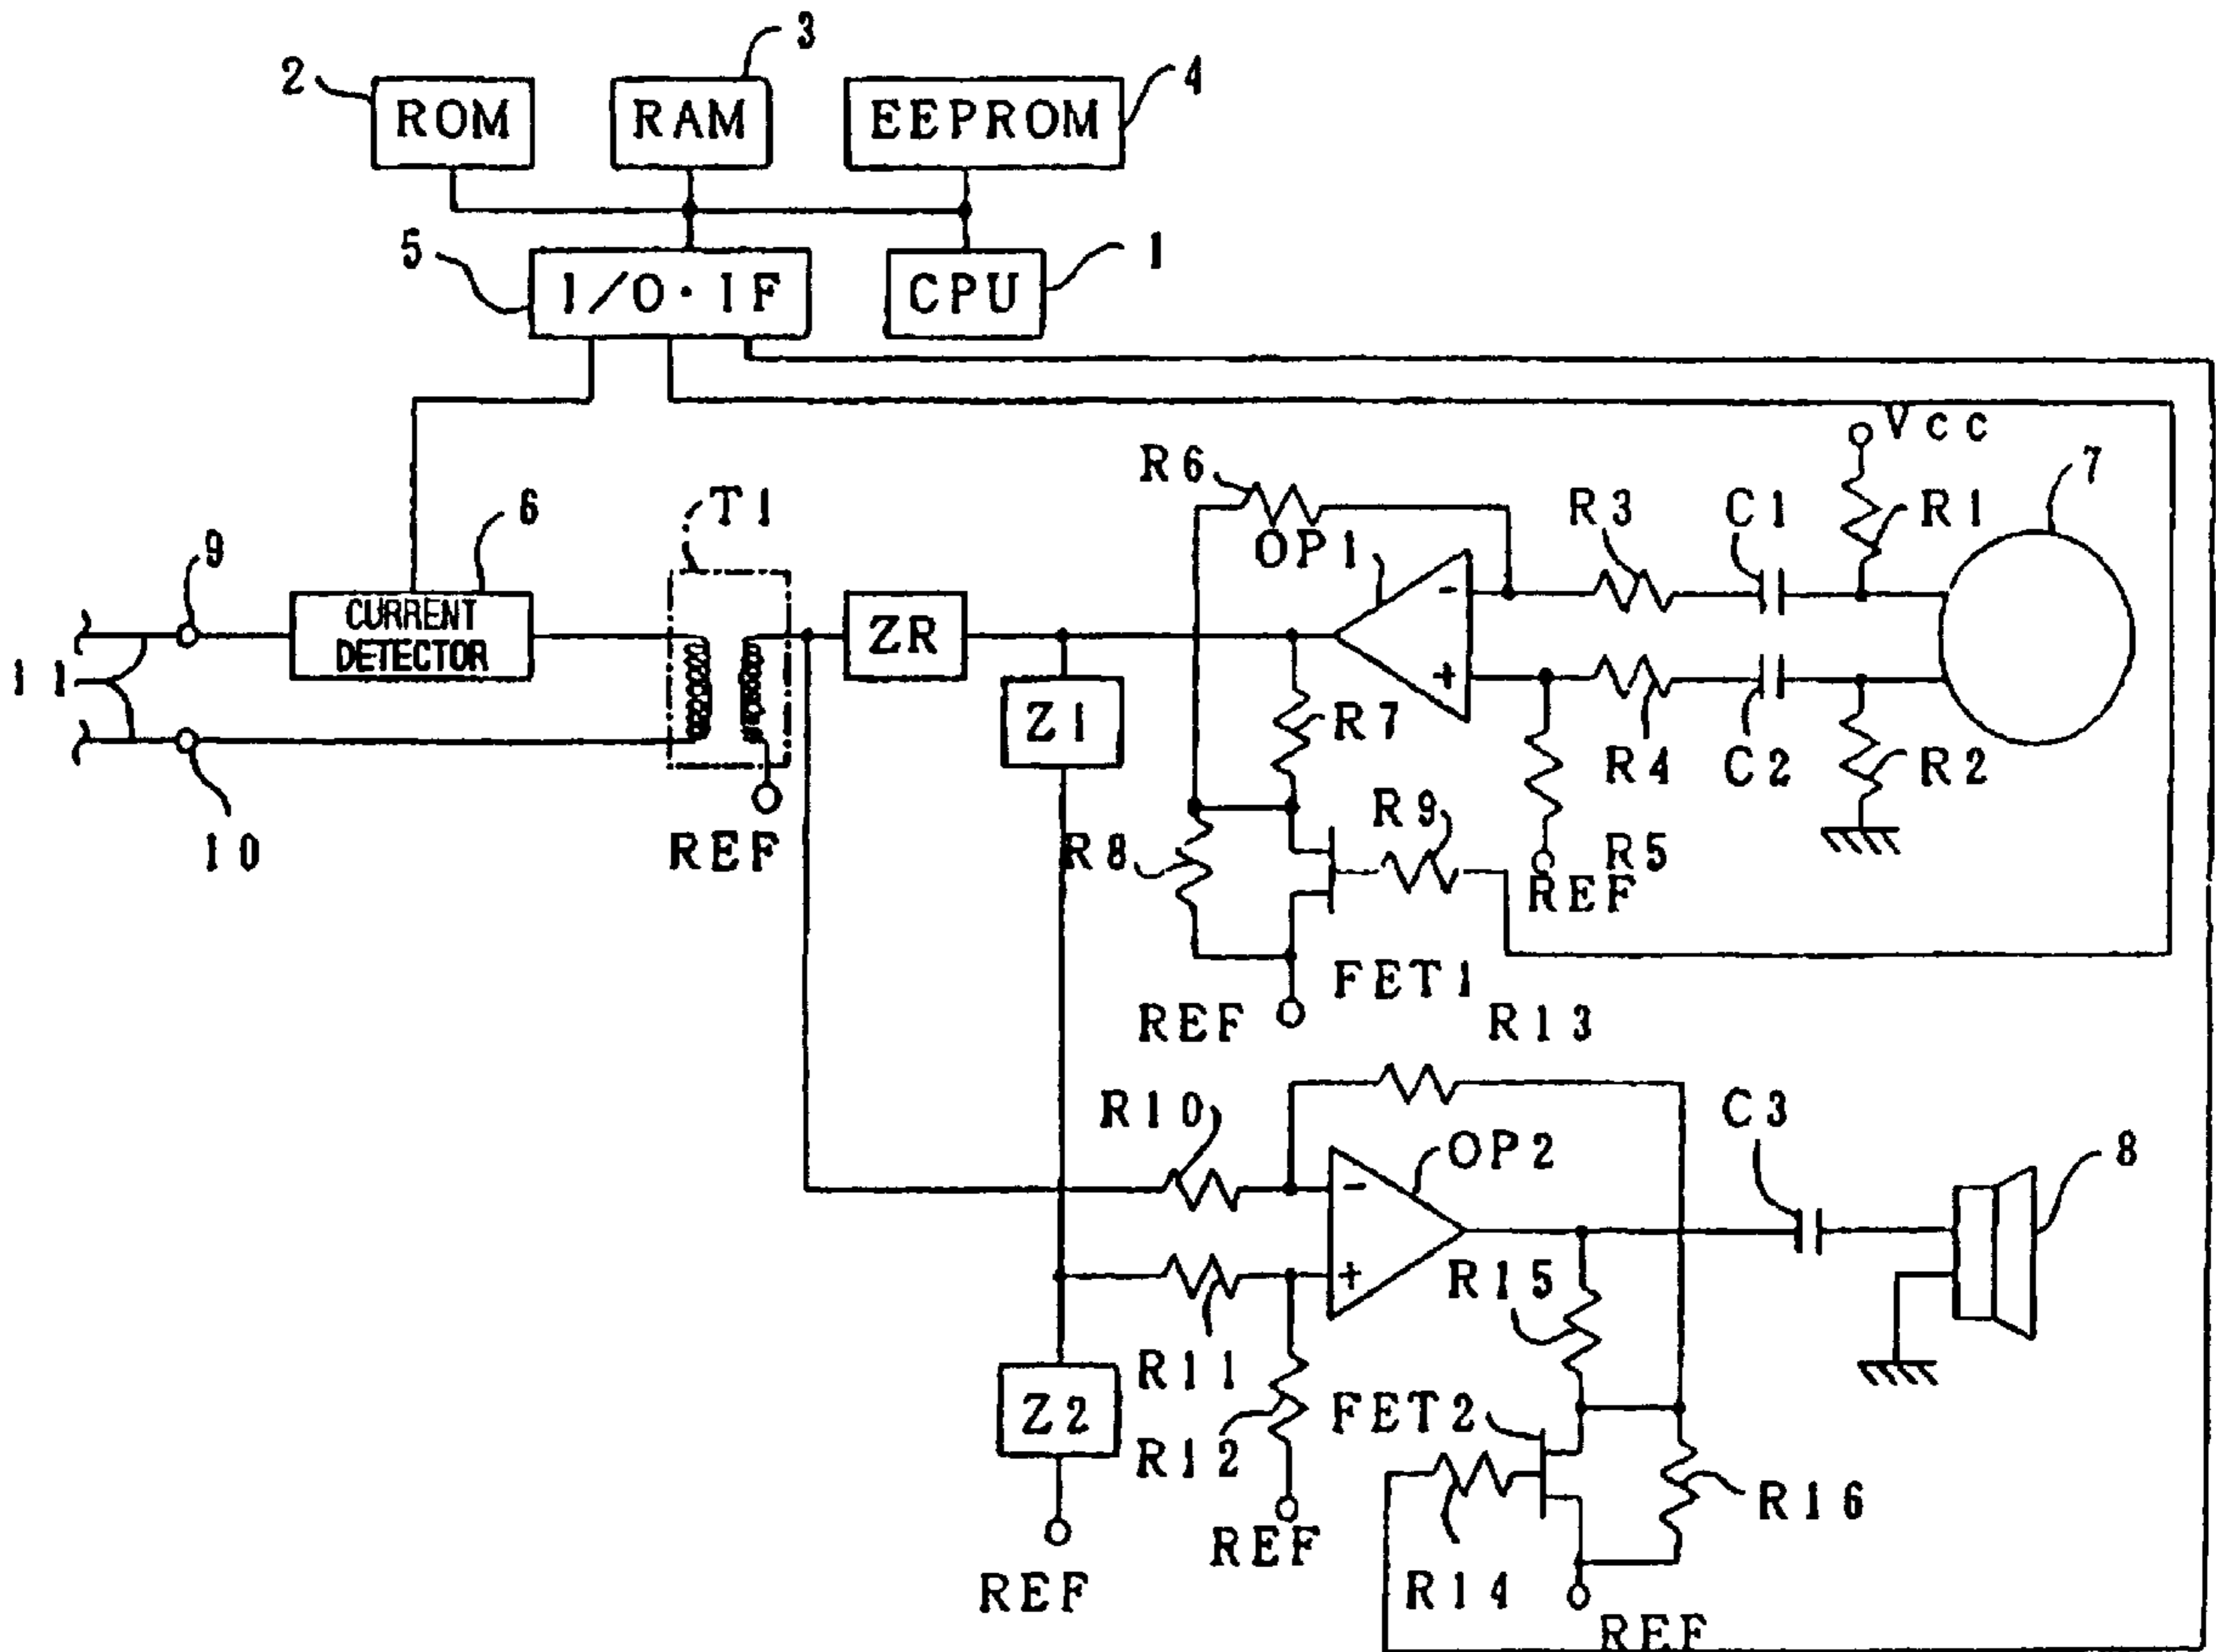 3
2
4
ROM
RAM
EEPROM
5
1
I/O・IF
CPU
VCC
7
R6
T1
6
R3
C1
R1
9
OP1
-
CURRENT
DETECTOR
ZR
11
+
Z1
R7
R4
C2
R2
10
REF
R8
R9
R5
REF
FET1
REF
R13
R10
C3
OP2
8
-
+
R15
R11
Z2
FET2
R12
R16
REF
R14
REF
REF